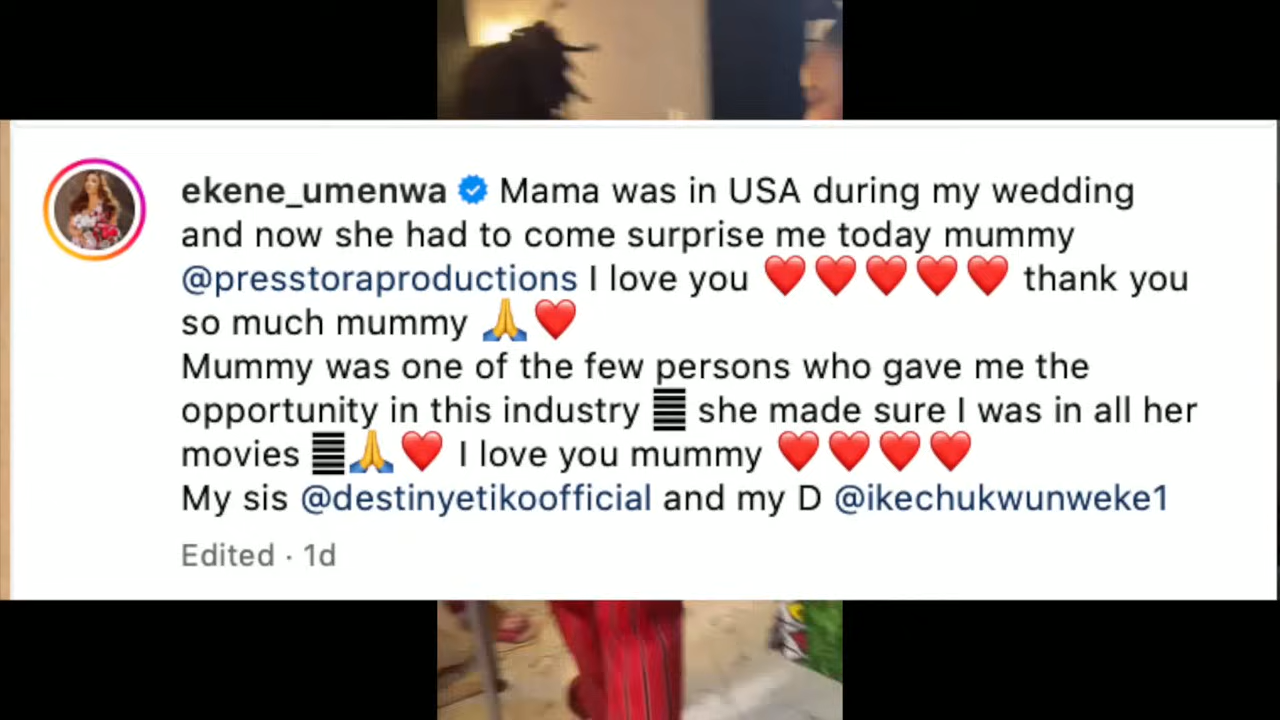 ekene_umenwa Mama was in USA during my wedding
and now she had to come surprise me today mummy
@presstoraproductions I love you ❤️❤️❤️❤️❤️ thank you
so much mummy 🙏❤️
Mummy was one of the few persons who gave me the
opportunity in this industry she made sure I was in all her
movies 🙏❤️ I love you mummy ❤️❤️❤️❤️
My sis @destinyetikoofficial and my D @ikechukwunweke1
Edited · 1d